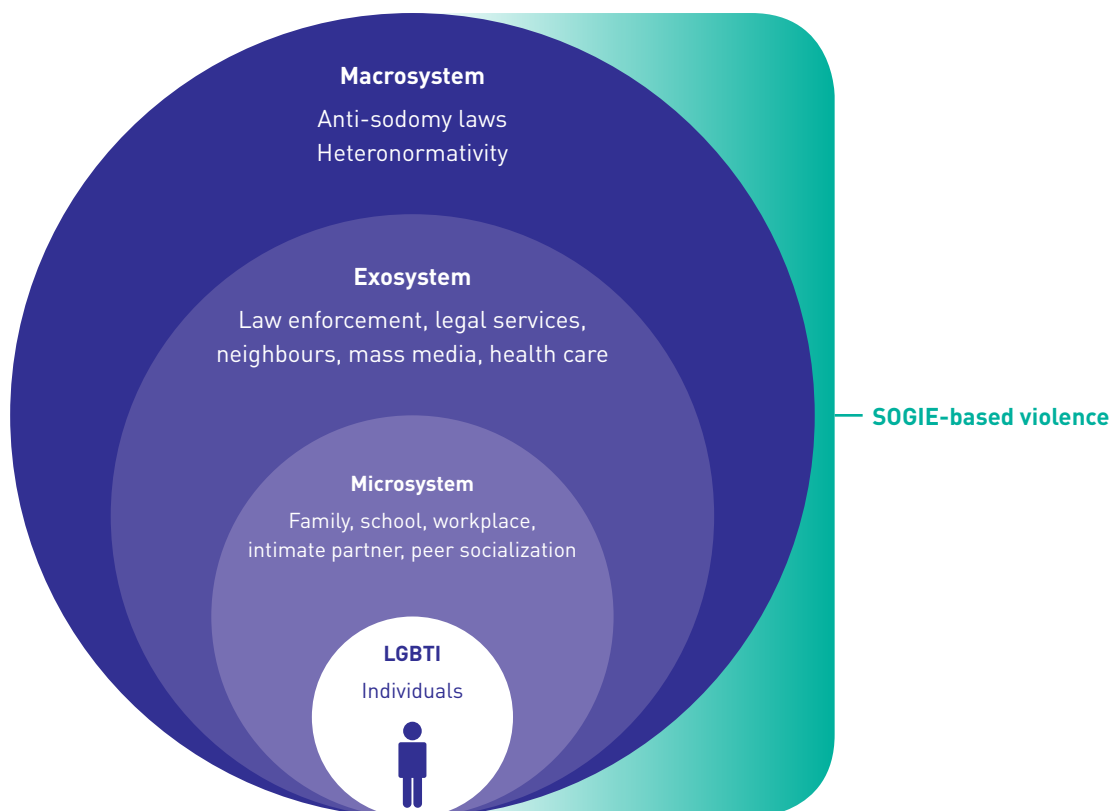 Macrosystem
Anti-sodomy laws
Heteronormativity
Exosystem
Law enforcement, legal services,
neighbours, mass media, health care
SOGIE-based violence
Microsystem
Family, school, workplace,
intimate partner, peer socialization
LGBTI
Individuals